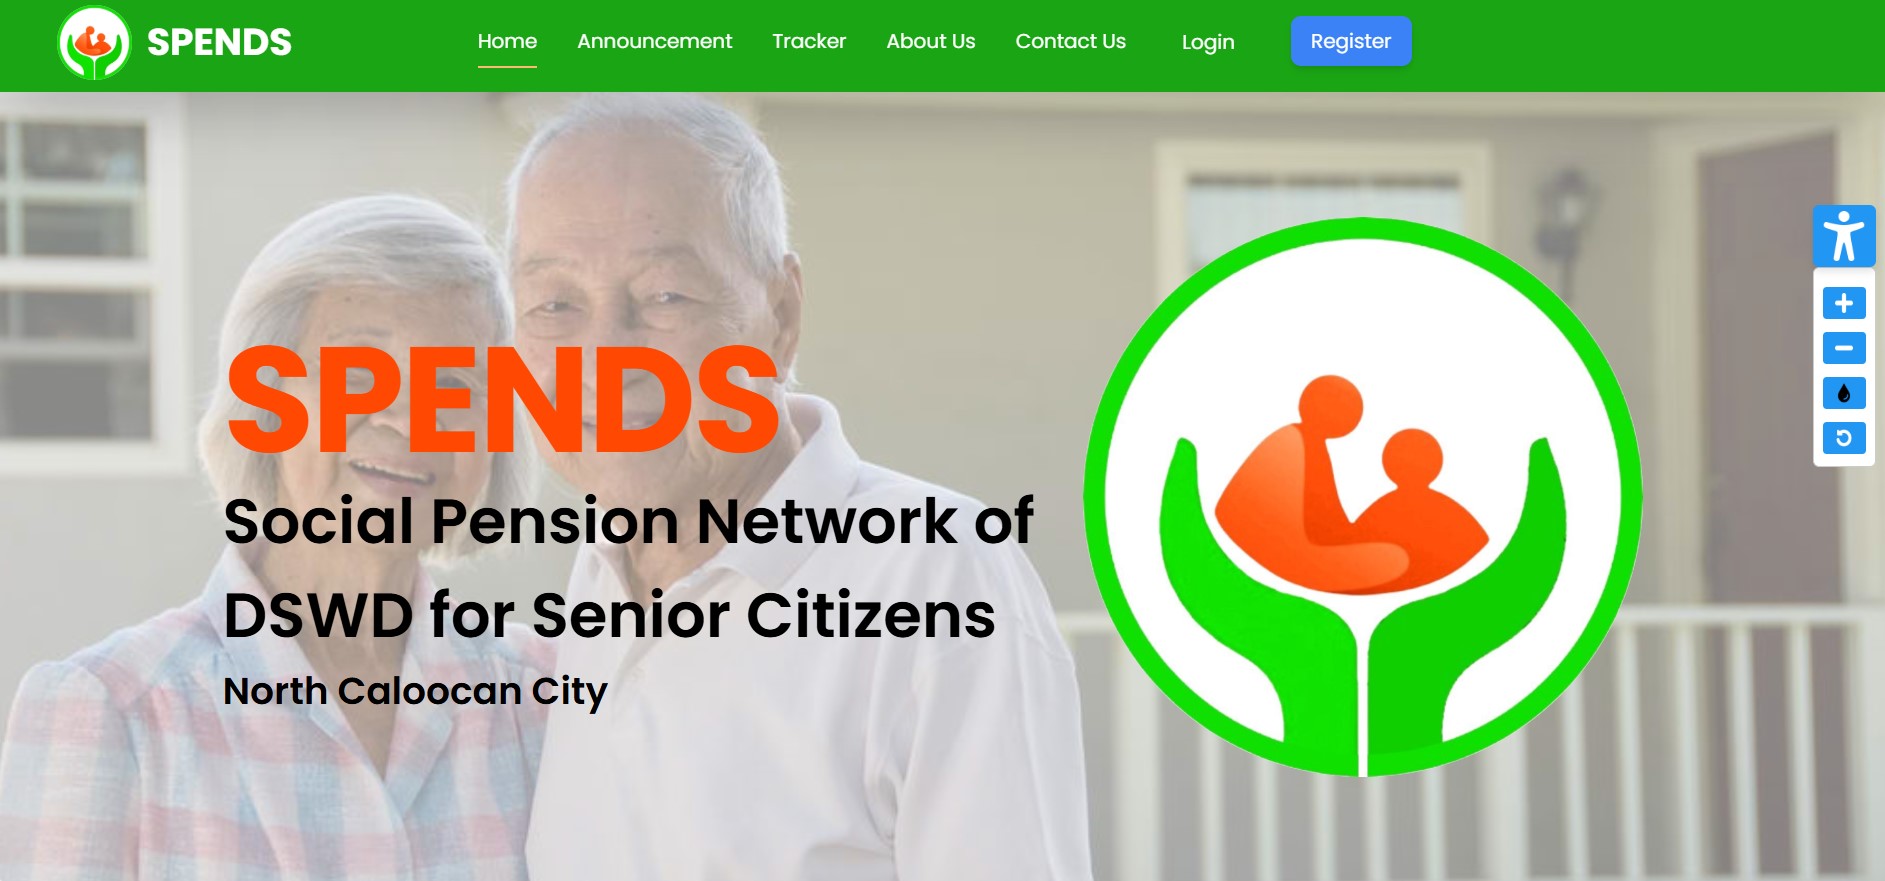 SPENDS
Home Announcement Tracker About Us Contact Us Login Register
SPENDS
Social Pension Network of
DSWD for Senior Citizens
North Caloocan City